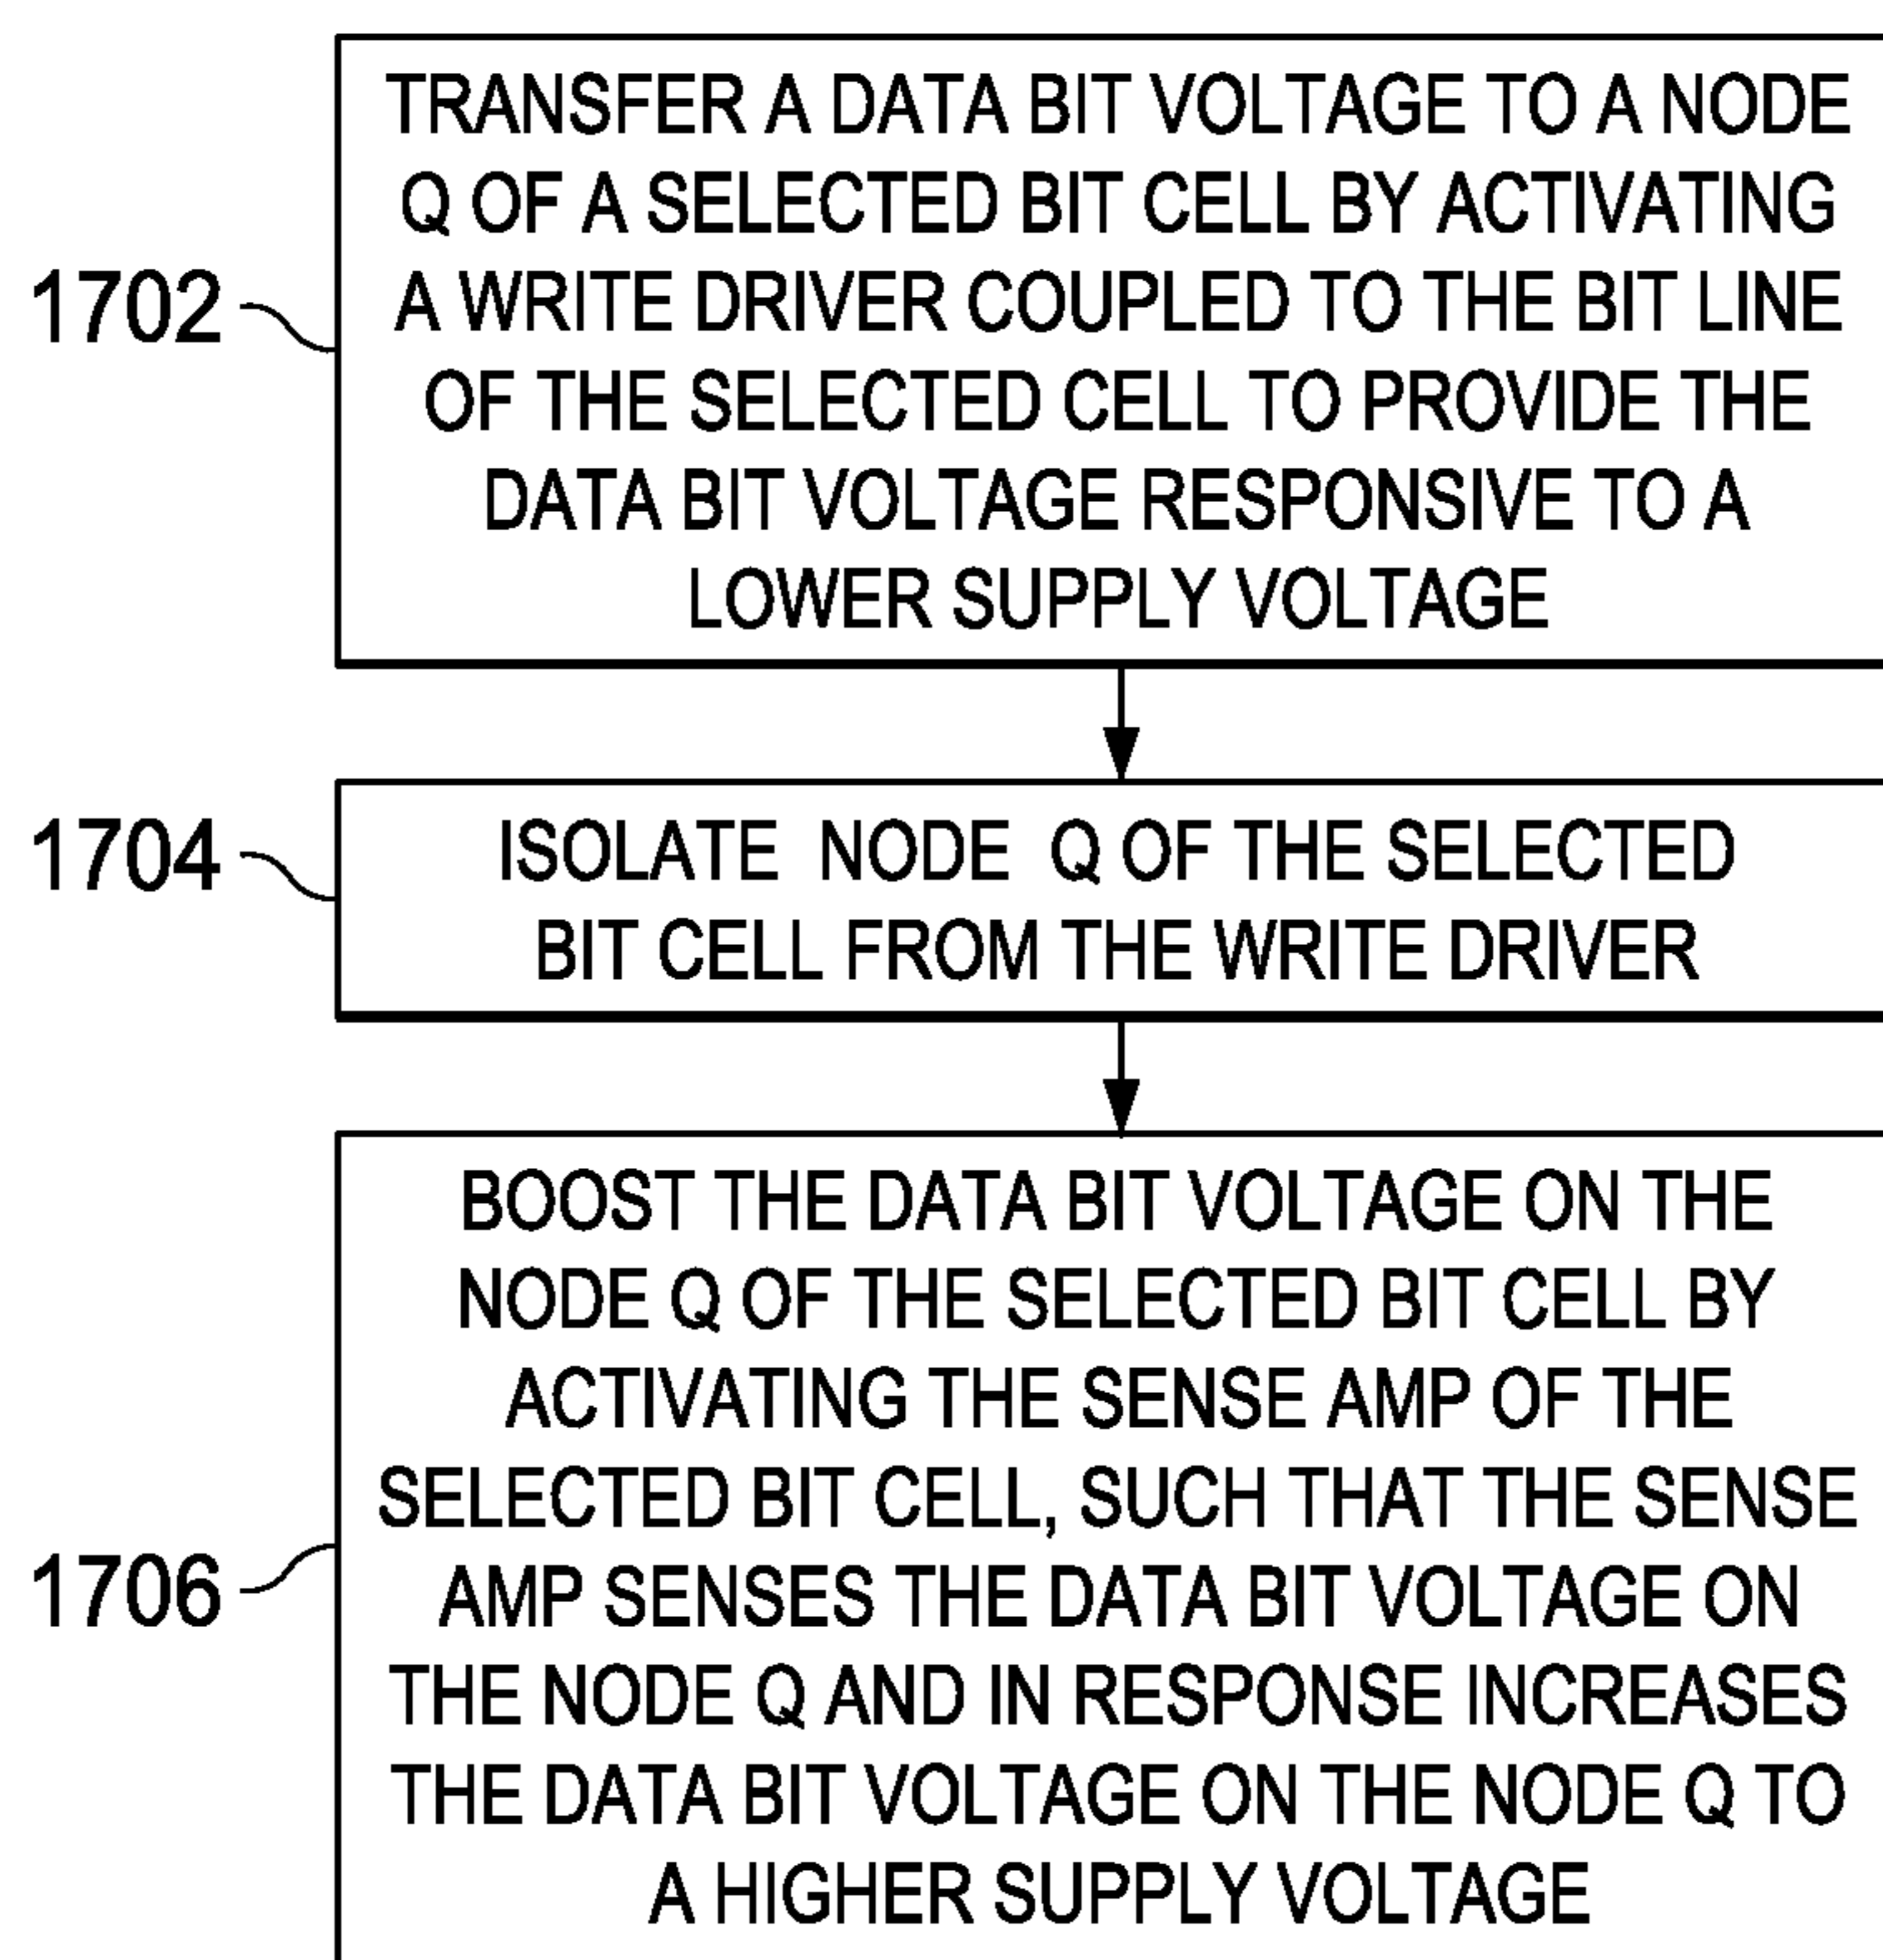 TRANSFER A DATA BIT VOLTAGE TO A NODE
Q OF A SELECTED BIT CELL BY ACTIVATING
1702
A WRITE DRIVER COUPLED TO THE BIT LINE
OF THE SELECTED CELL TO PROVIDE THE
DATA BIT VOLTAGE RESPONSIVE TO A
LOWER SUPPLY VOLTAGE
1704
ISOLATE NODE Q OF THE SELECTED
BIT CELL FROM THE WRITE DRIVER
BOOST THE DATA BIT VOLTAGE ON THE
NODE Q OF THE SELECTED BIT CELL BY
ACTIVATING THE SENSE AMP OF THE
SELECTED BIT CELL, SUCH THAT THE SENSE
1706
AMP SENSES THE DATA BIT VOLTAGE ON
THE NODE Q AND IN RESPONSE INCREASES
THE DATA BIT VOLTAGE ON THE NODE Q TO
A HIGHER SUPPLY VOLTAGE